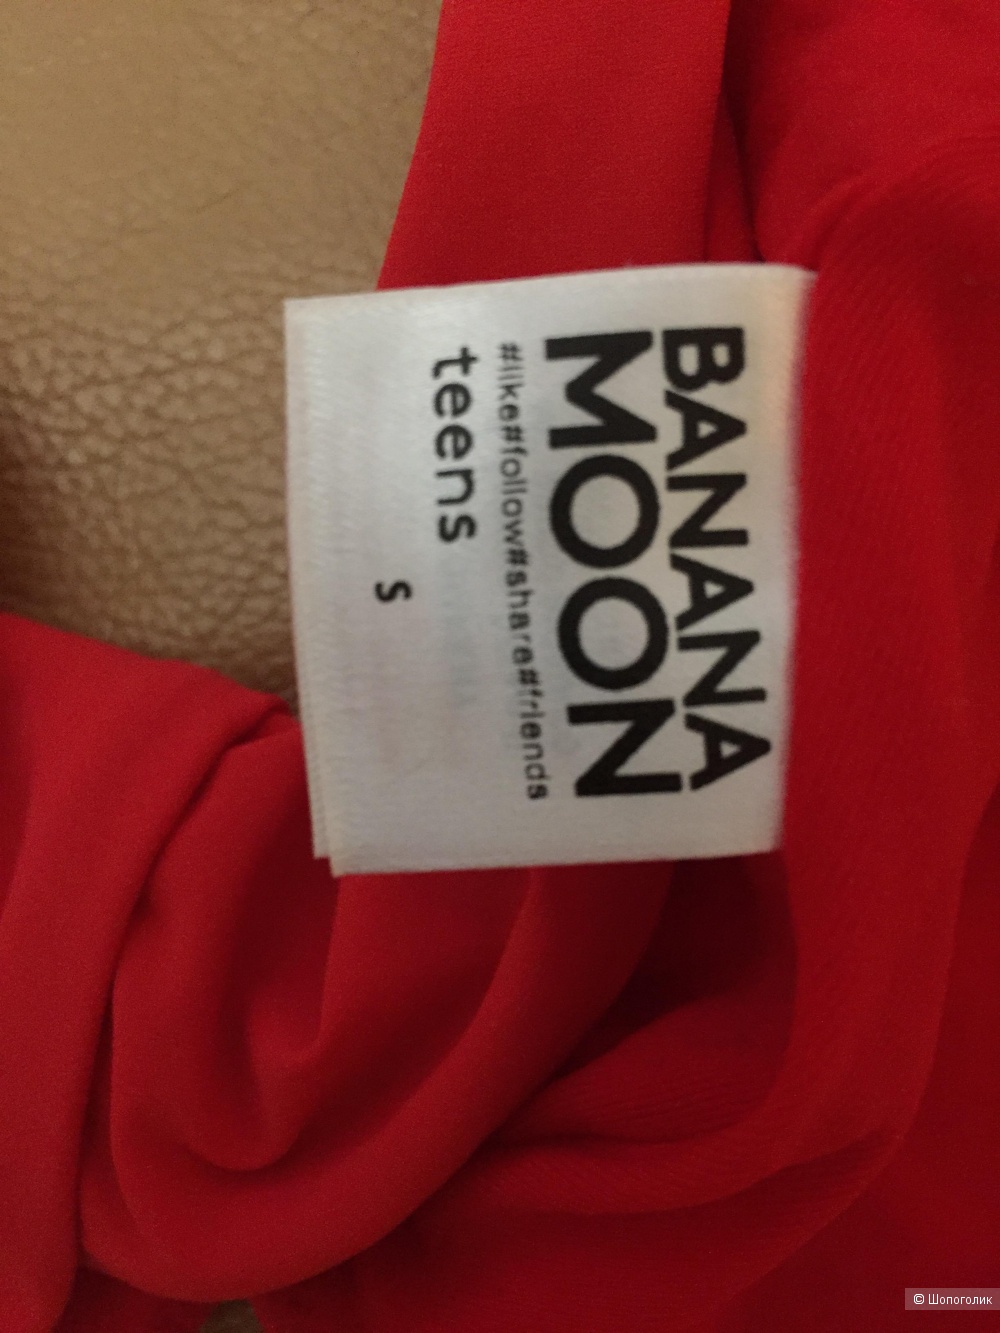 BANANA
MOON
#like#follow#share#friends
teens
s
© Шопоголик